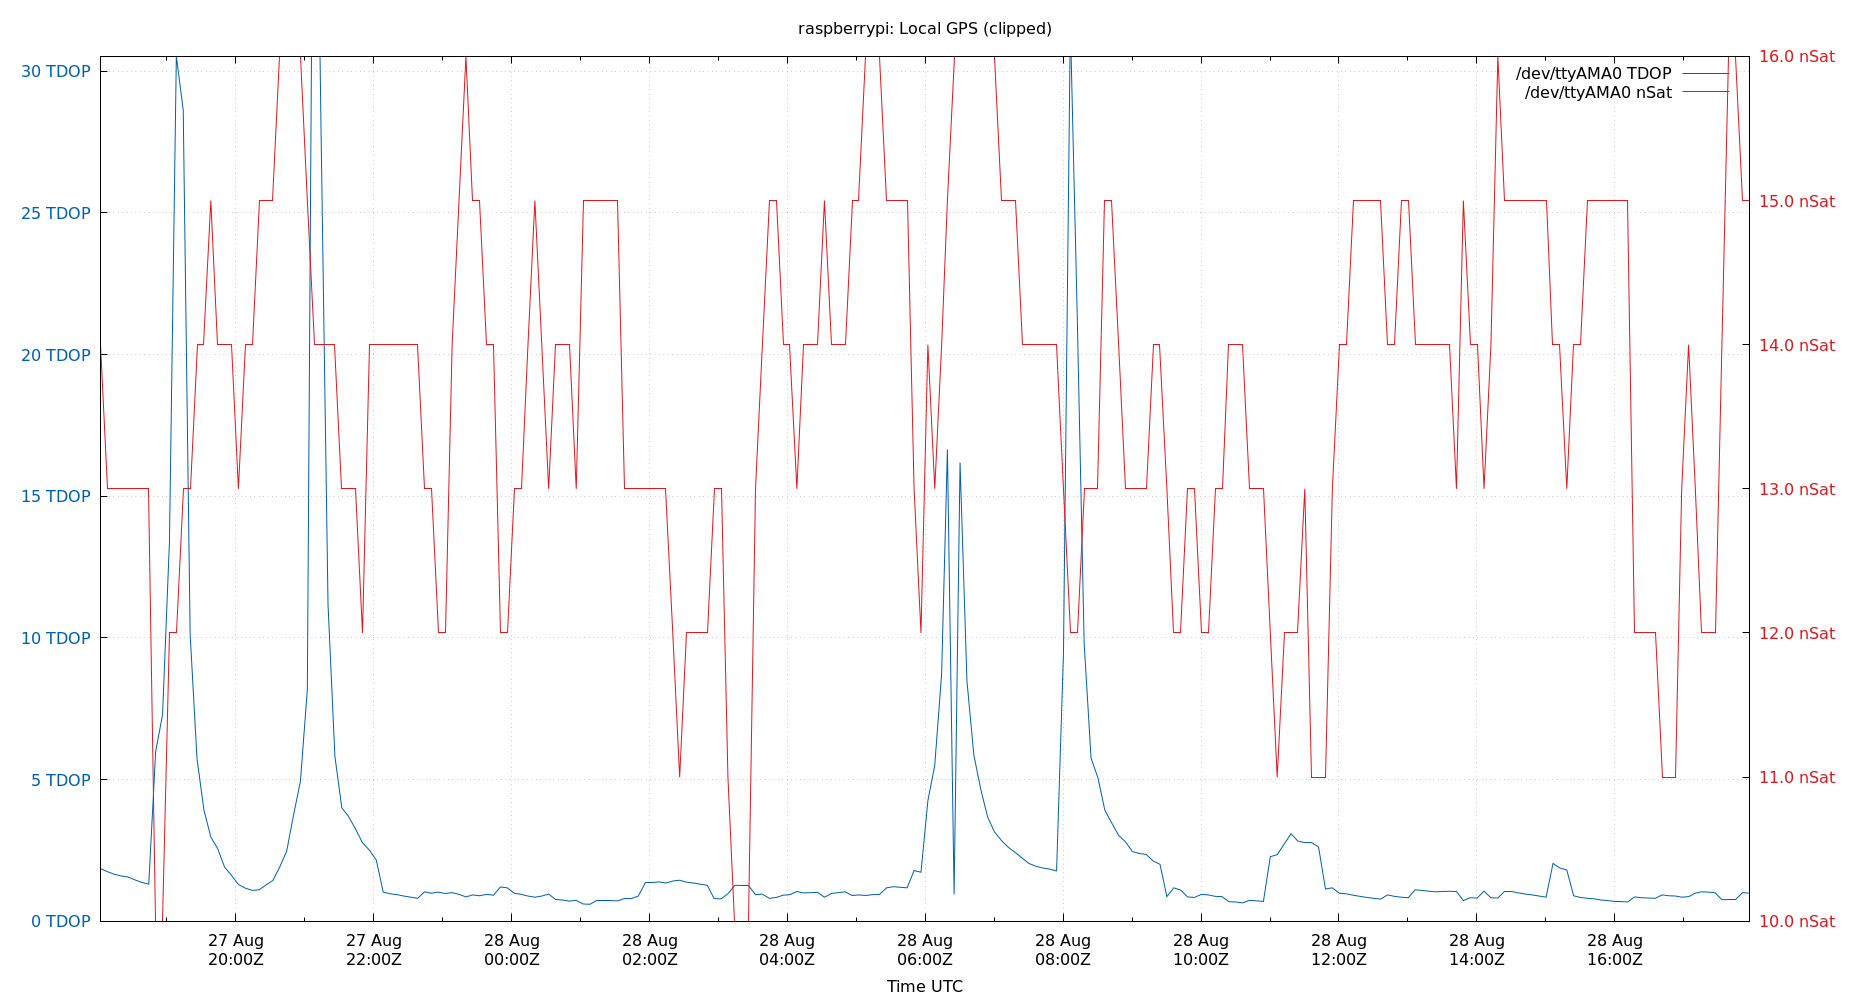 raspberrypi: Local GPS (clipped)
30 TDOP
25 TDOP
20 TDOP
15 TDOP
10 TDOP
5 TDOP
0 TDOP
16.0 nSat
15.0 nSat
14.0 nSat
13.0 nSat
12.0 nSat
11.0 nSat
10.0 nSat
/dev/ttyAMA0 TDOP
/dev/ttyAMA0 nSat
27 Aug
20:00Z
27 Aug
22:00Z
28 Aug
00:00Z
28 Aug
02:00Z
28 Aug
04:00Z
28 Aug
06:00Z
28 Aug
08:00Z
28 Aug
10:00Z
28 Aug
12:00Z
28 Aug
14:00Z
28 Aug
16:00Z
Time UTC